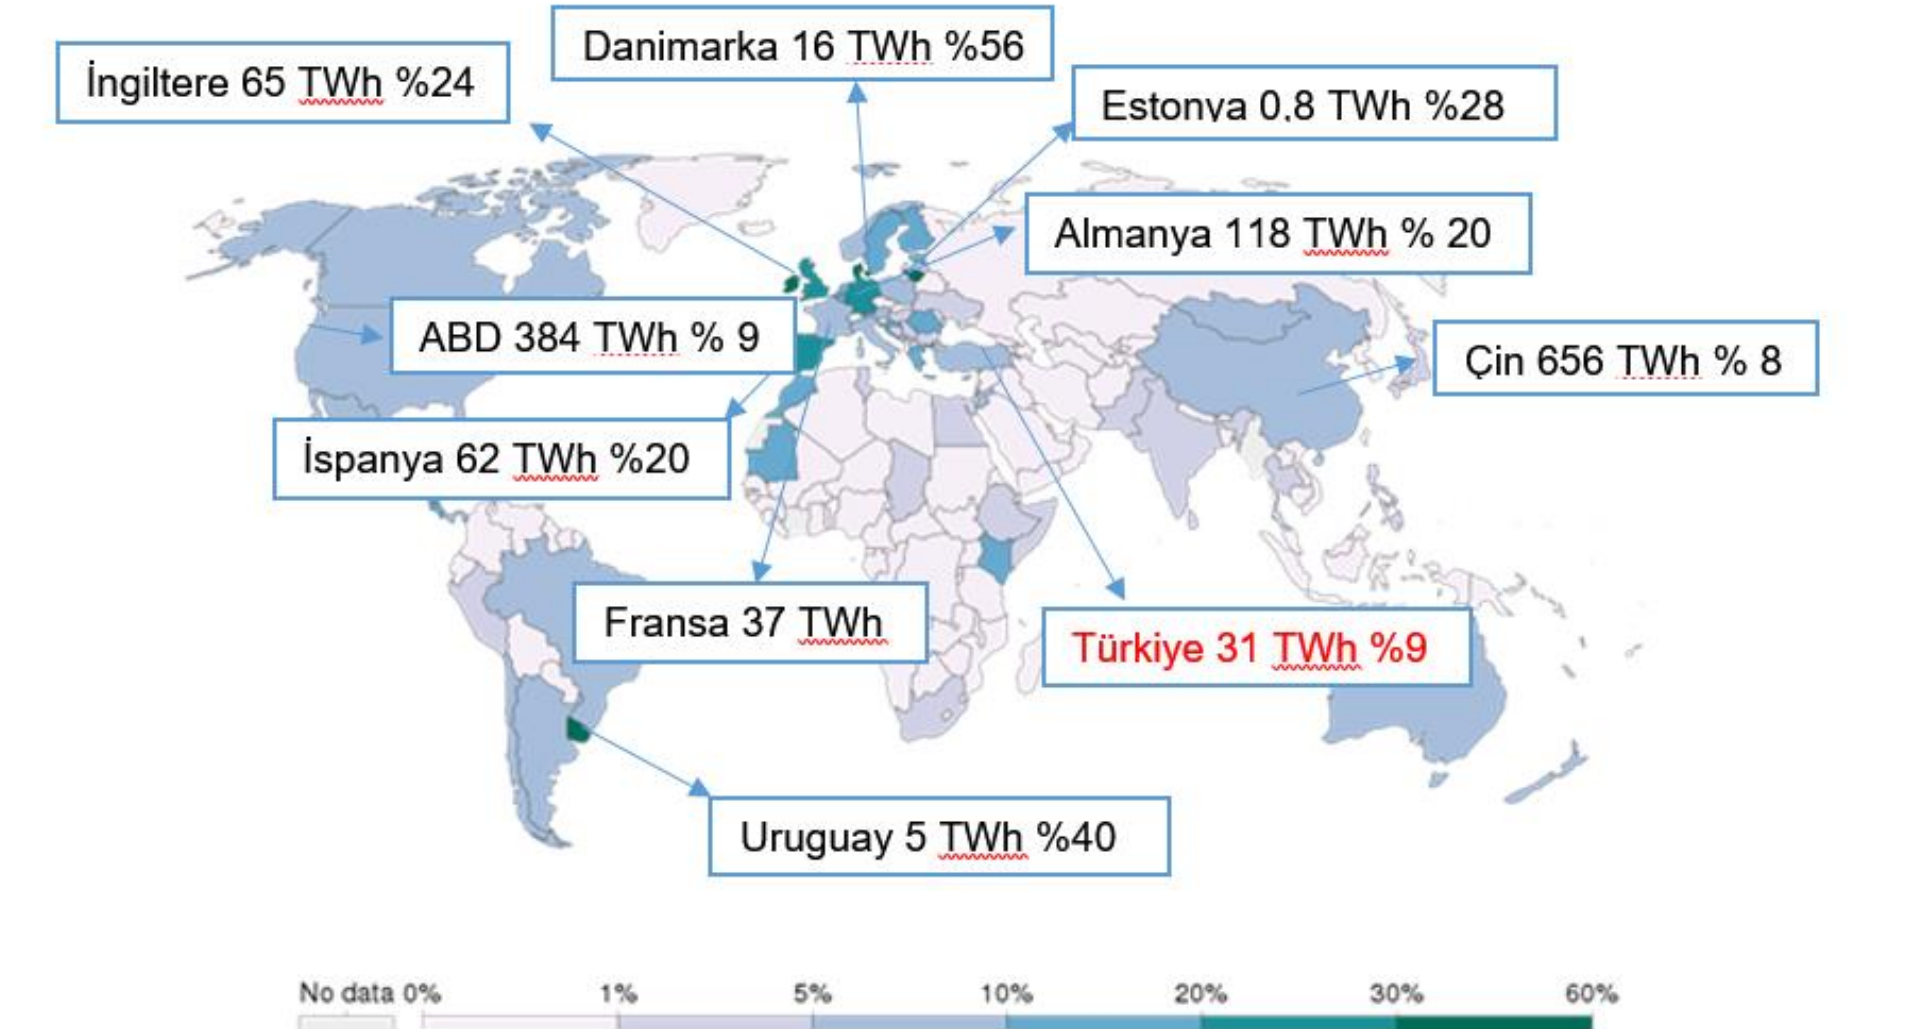 Danimarka 16 TWh %56
İngiltere 65 TWh %24
Estonya 0,8 TWh %28
Almanya 118 TWh % 20
ABD 384 TWh % 9
Çin 656 TWh % 8
İspanya 62 TWh %20
Fransa 37 TWh
Türkiye 31 TWh %9
Uruguay 5 TWh %40
No data 0% 1% 5% 10% 20% 30% 60%